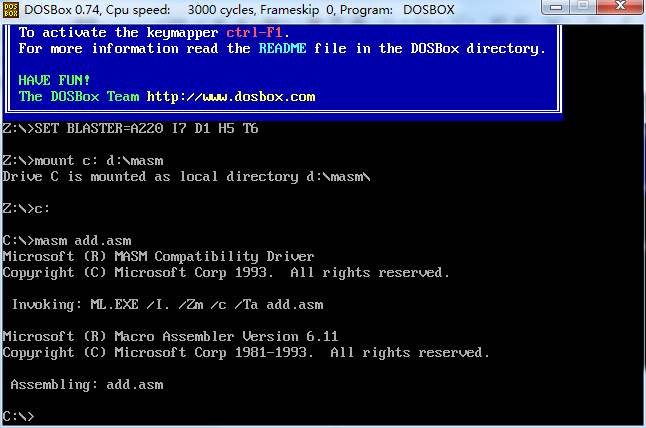 DOSBox 0.74, Cpu speed: 3000 cycles, Frameskip 0, Program: DOSBOX
To activate the keymapper ctrl-F1.
For more information read the README file in the DOSBox directory.
HAVE FUN!
The DOSBox Team http://www.dosbox.com
Z:\>SET BLASTER=A220 I7 D1 H5 T6
Z:\>mount c: d:\masm
Drive C is mounted as local directory d:\masm\
Z:\>c:
C:\>masm add.asm
Microsoft (R) MASM Compatibility Driver
Copyright (C) Microsoft Corp 1993.  All rights reserved.
Invoking: ML.EXE /I. /Zm /c /Ta add.asm
Microsoft (R) Macro Assembler Version 6.11
Copyright (C) Microsoft Corp 1981-1993.  All rights reserved.
Assembling: add.asm
C:\>